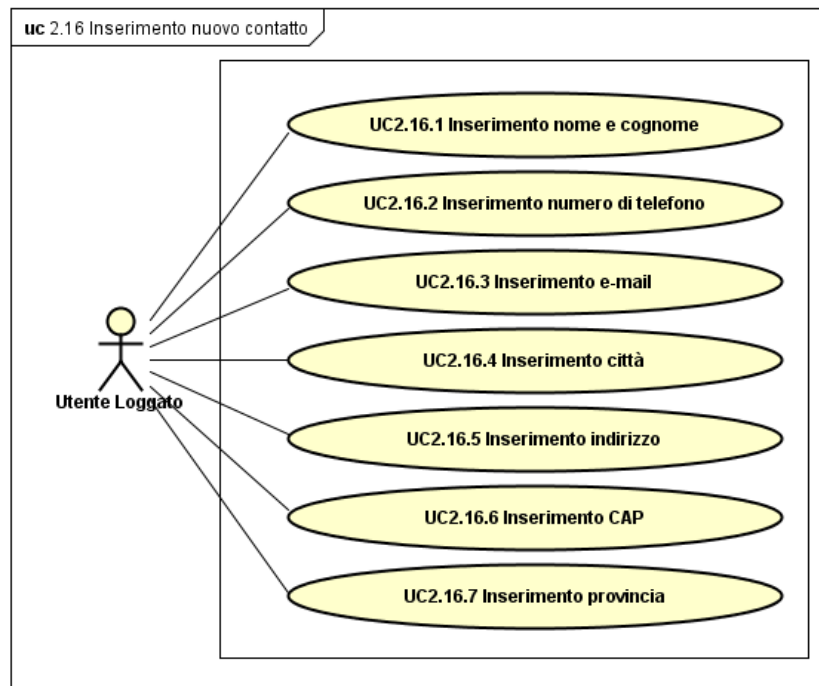 uc 2.16 Inserimento nuovo contatto
UC2.16.1 Inserimento nome e cognome
UC2.16.2 Inserimento numero di telefono
UC2.16.3 Inserimento e-mail
UC2.16.4 Inserimento città
Utente Loggato
UC2.16.5 Inserimento indirizzo
UC2.16.6 Inserimento CAP
UC2.16.7 Inserimento provincia